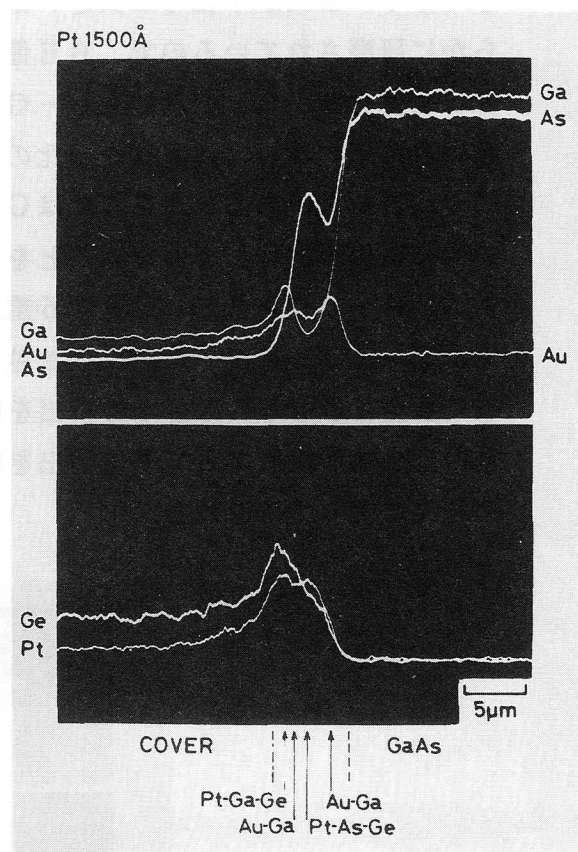 Pt 1500Å
Ga
As
Ga
Au
As
Au
Ge
Pt
5μm
COVER
GaAs
Pt-Ga-Ge
Au-Ga
Au-Ga
Pt-As-Ge